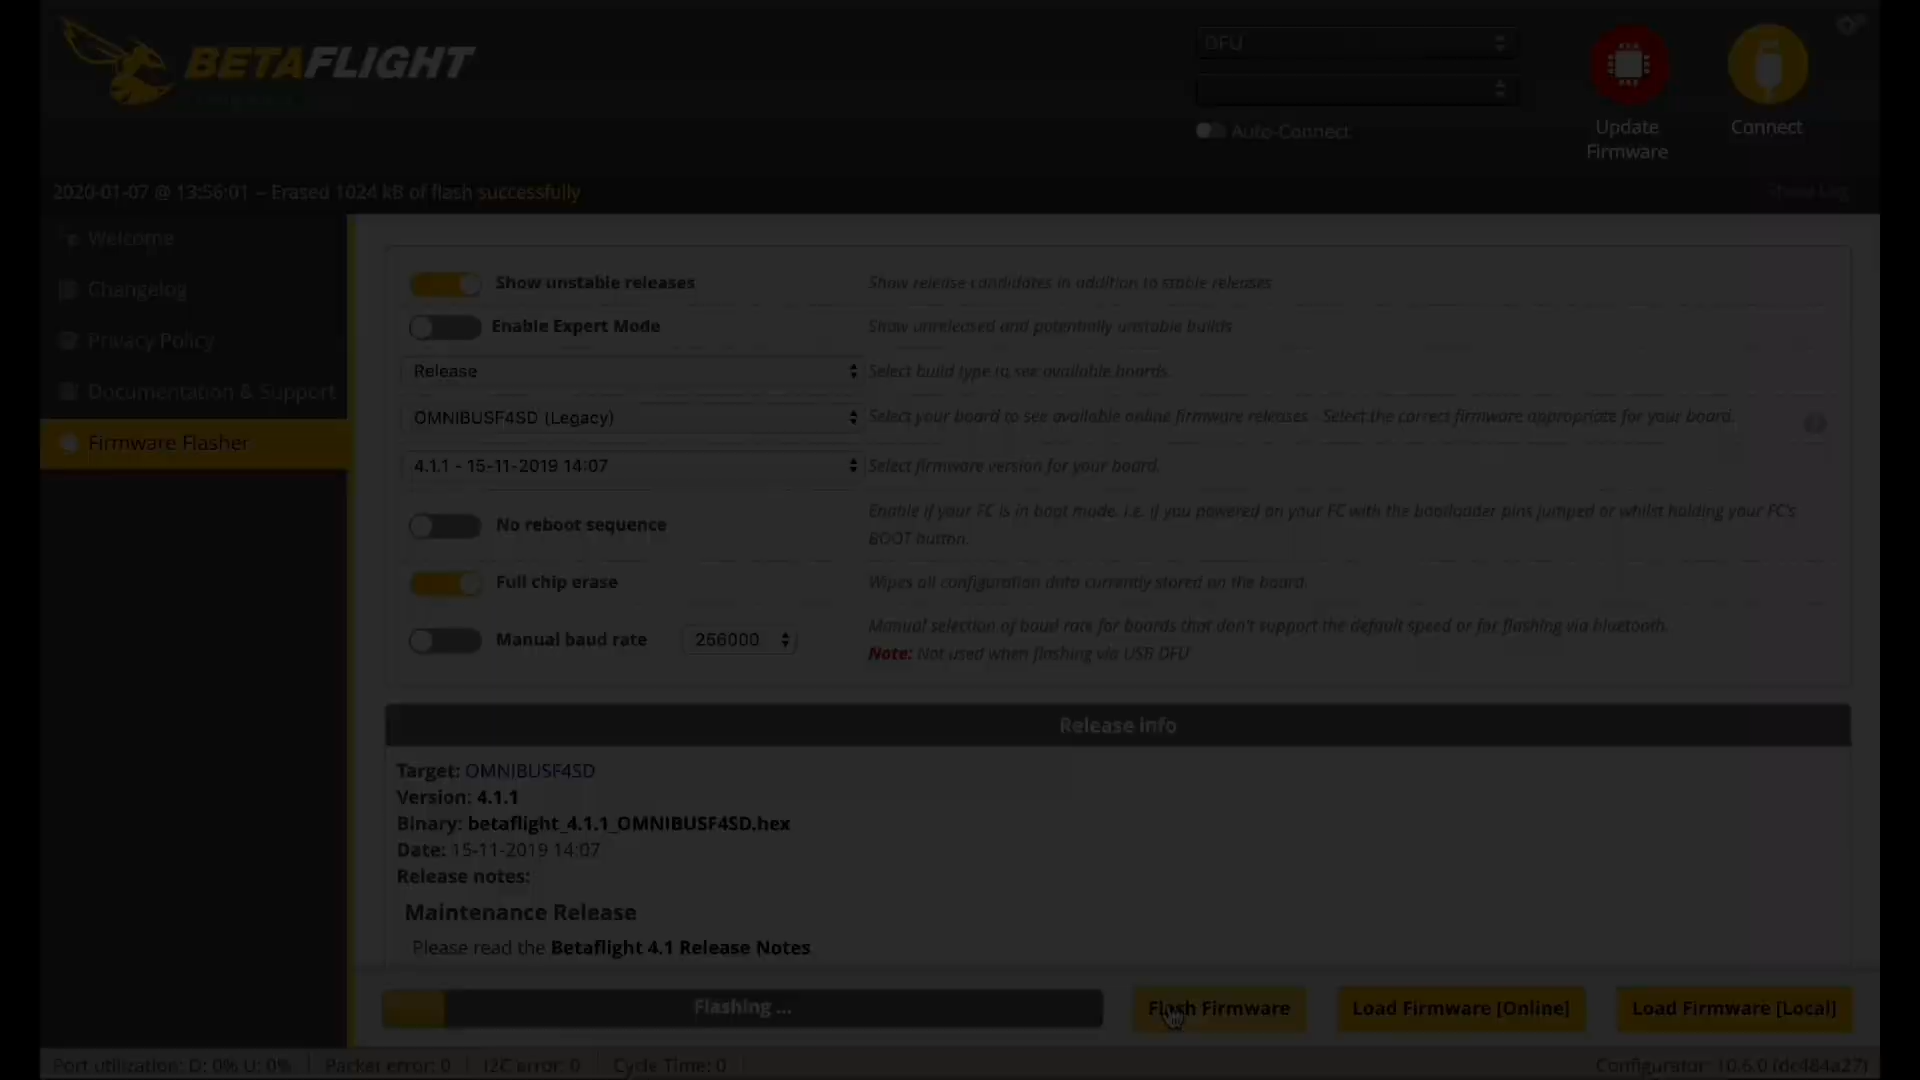 BETAFLIGHT
DFU
Auto-Connect
Update
Firmware
Connect
2020-01-07 @ 13:56:01 -- Erased 1024 kB of flash successfully
Show Log
Welcome
Changelog
Privacy Policy
Documentation & Support
Firmware Flasher
Show unstable releases
Show release candidates in addition to stable releases
Enable Expert Mode
Show unreleased and potentially unstable builds
Release
Select build type to see available boards.
OMNIBUSF4SD (Legacy)
Select your board to see available online firmware releases - Select the correct firmware appropriate for your board.
4.1.1 - 15-11-2019 14:07
Select firmware version for your board.
No reboot sequence
Enable if your FC is in boot mode. i.e. if you powered on your FC with the bootloader pins jumped or whilst holding your FC's
BOOT button.
Full chip erase
Wipes all configuration data currently stored on the board.
Manual baud rate
256000
Manual selection of baud rate for boards that don't support the default speed or for flashing via bluetooth.
Note: Not used when flashing via USB DFU
Release info
Target: OMNIBUSF4SD
Version: 4.1.1
Binary: betaflight_4.1.1_OMNIBUSF4SD.hex
Date: 15-11-2019 14:07
Release notes:
Maintenance Release
Please read the Betaflight 4.1 Release Notes
Flashing ...
Flash Firmware
Load Firmware [Online]
Load Firmware [Local]
Port utilization: D: 0% U: 0%
Packet error: 0
I2C error: 0
Cycle Time: 0
Configurator: 10.6.0 (dc484a27)